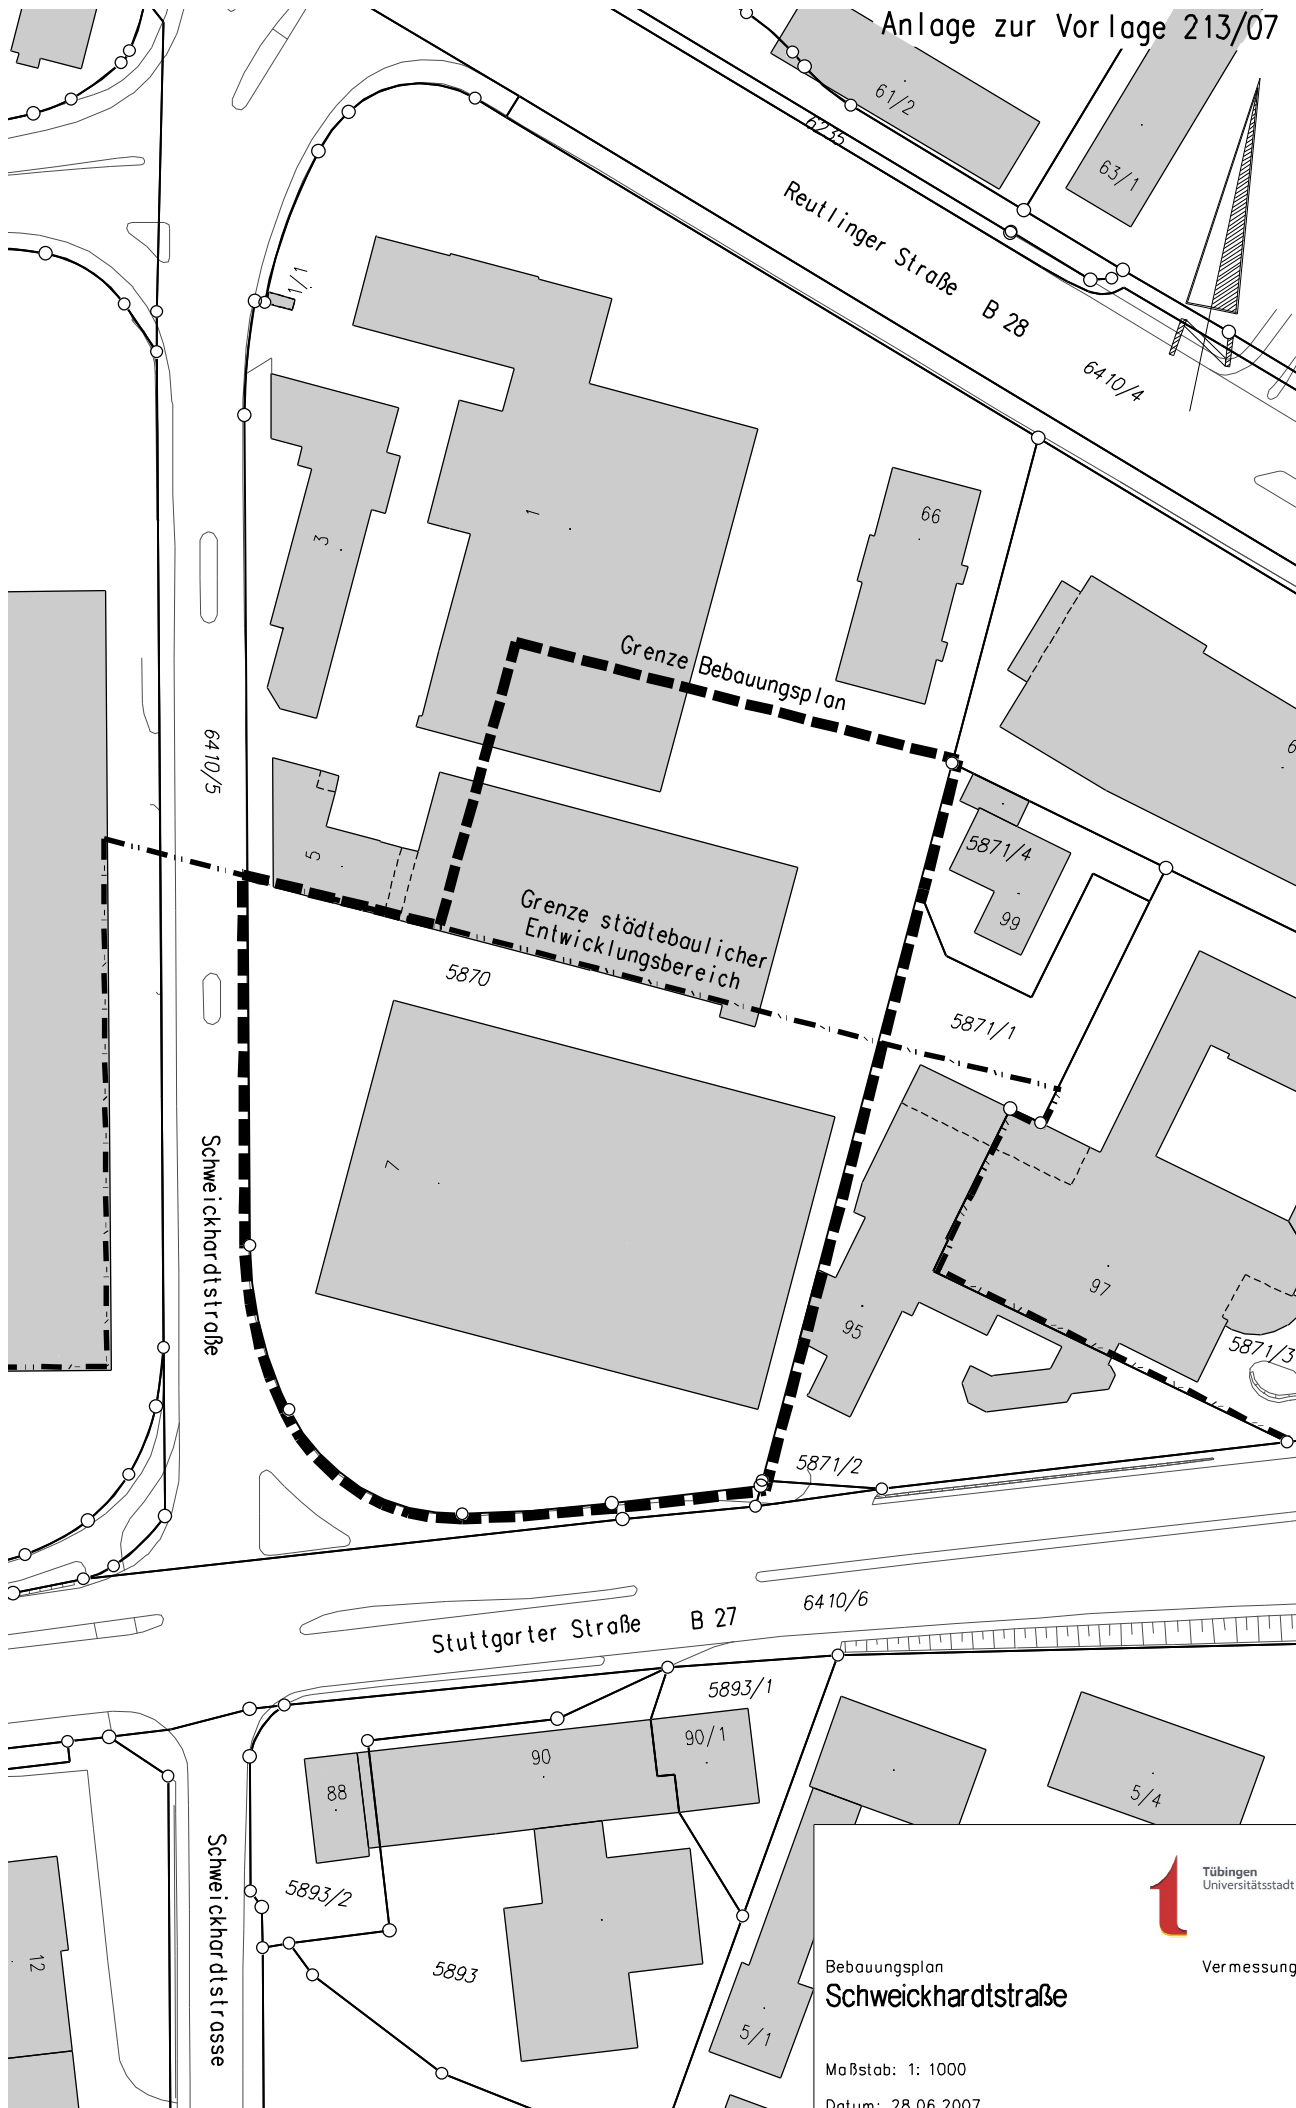 Anlage zur Vorlage 213/07
61/2
6235
63/1
Reutlinger Straße B 28
6410/4
1/1
1
3
66
Grenze Bebauungsplan
6410/5
6
5
5871/4
99
Grenze städtebaulicher
Entwicklungsbereich
5870
5871/1
7
Schweickhardtstraße
97
95
5871/3
5871/2
6410/6
Stuttgarter Straße B 27
5893/1
90/1
90
88
5/4
Schweickhardtstrasse
5893/2
12
5893
5/1
Tübingen
Universitätsstadt
Bebauungsplan
Vermessung
Schweickhardtstraße
Maßstab: 1: 1000
Datum: 28.06.2007